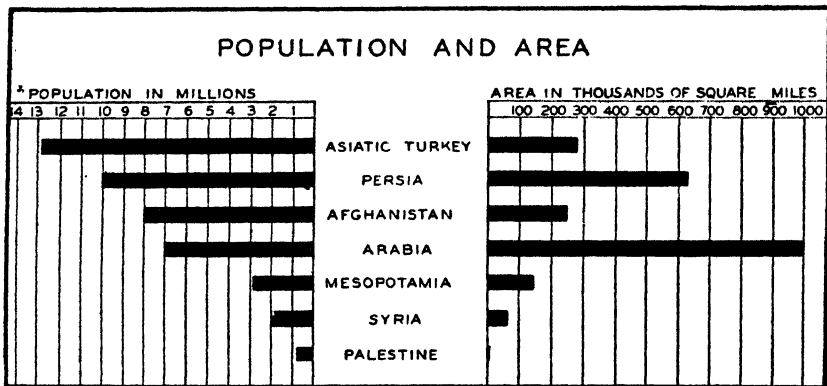 POPULATION AND AREA
POPULATION IN MILLIONS
AREA IN THOUSANDS OF SQUARE MILES
14 13 12 11 10 9 8 7 6 5 4 3 2 1
100 200 300 400 500 600 700 800 900 1000
ASIATIC TURKEY
PERSIA
AFGHANISTAN
ARABIA
MESOPOTAMIA
SYRIA
PALESTINE